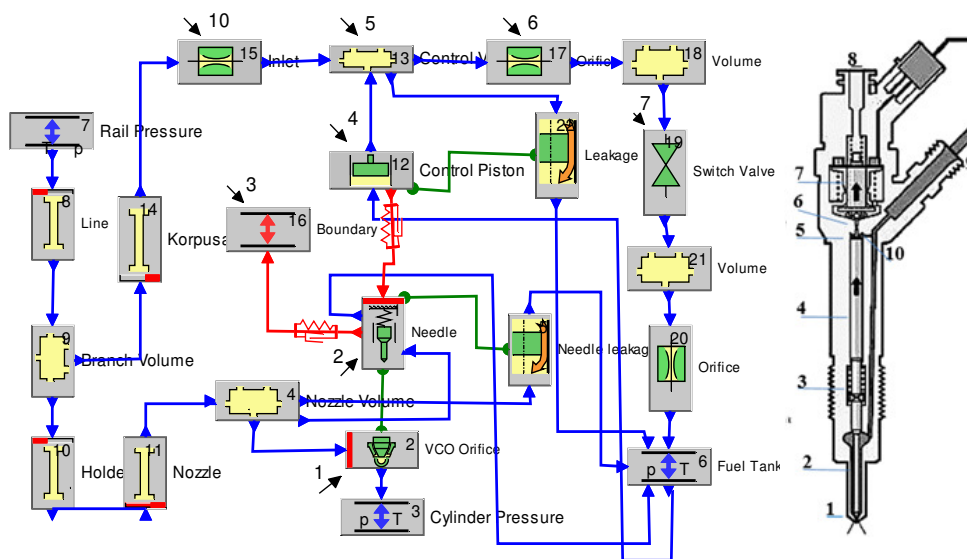 10
5
6
15
Inlet
13
Control V
17
Orific
18
Volume
7
Rail Pressure
T p
4
7
8
Line
14
Korpusa
12
Control Piston
Leakage
19
Switch Valve
3
16
Boundary
21
Volume
9
Branch Volume
Needle
2
Needle leakag
20
Orifice
4
Nozzle Volume
10
Holde
11
Nozzle
2
VCO Orifice
1
p T
6
Fuel Tank
p T
3
Cylinder Pressure
8
7
6
5
10
4
3
2
1